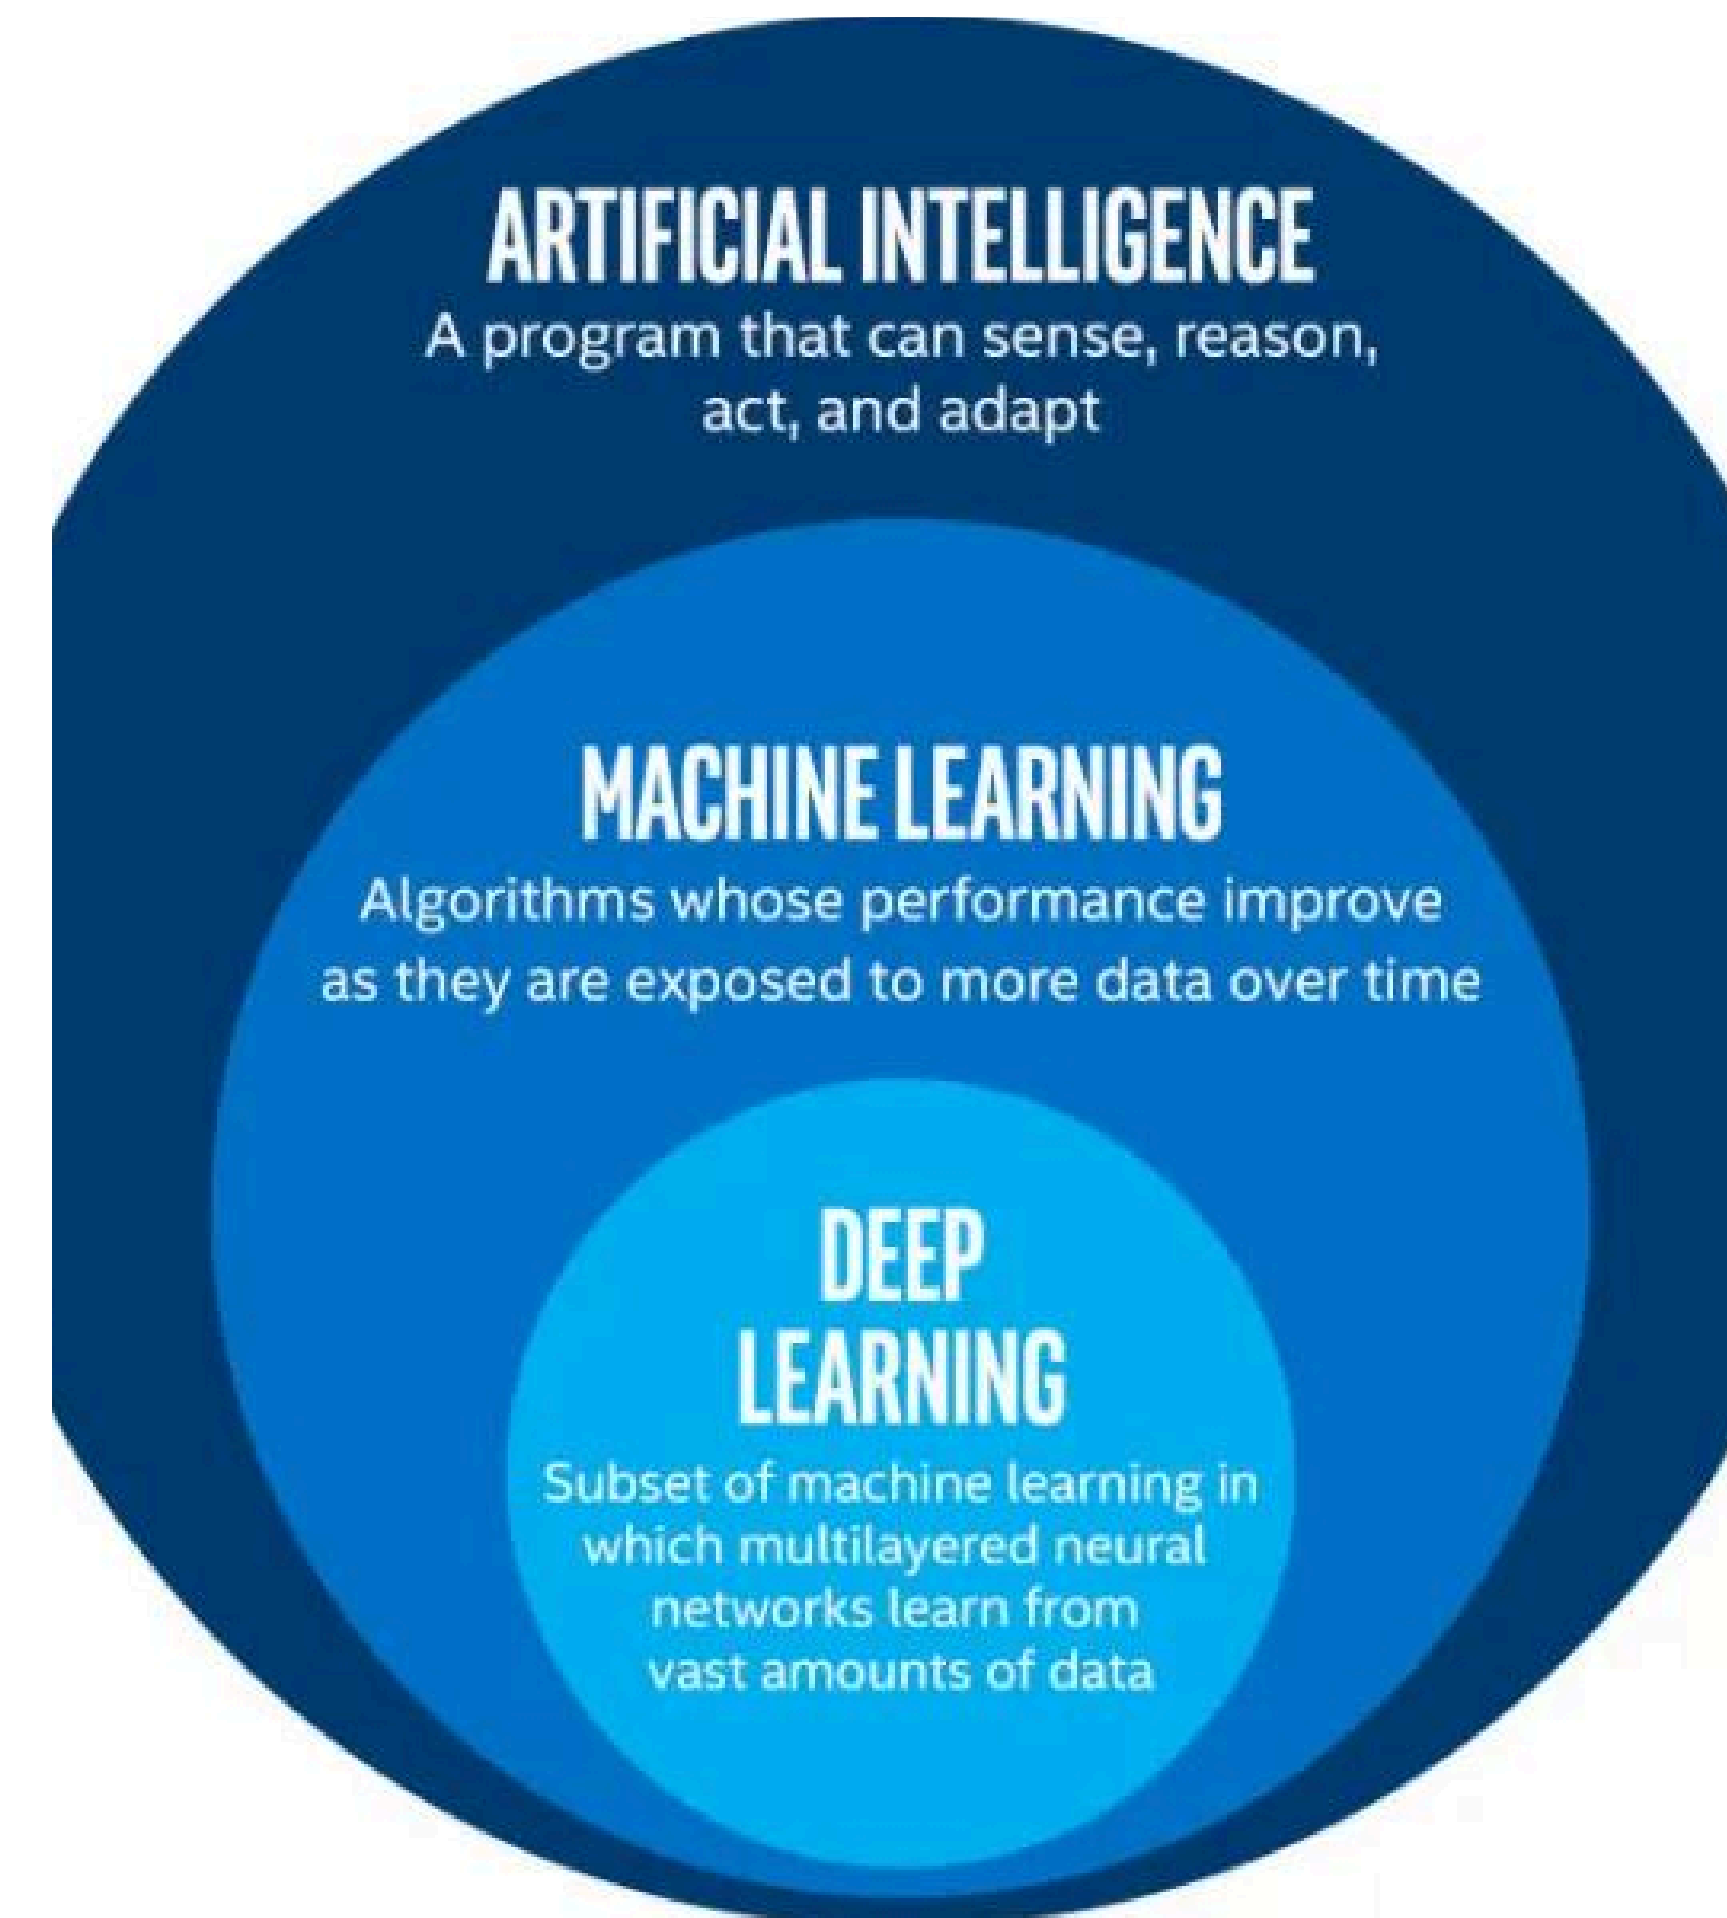 ARTIFICIAL INTELLIGENCE
A program that can sense, reason,
act, and adapt
MACHINE LEARNING
Algorithms whose performance improve
as they are exposed to more data over time
DEEP
LEARNING
Subset of machine learning in
which multilayered neural
networks learn from
vast amounts of data